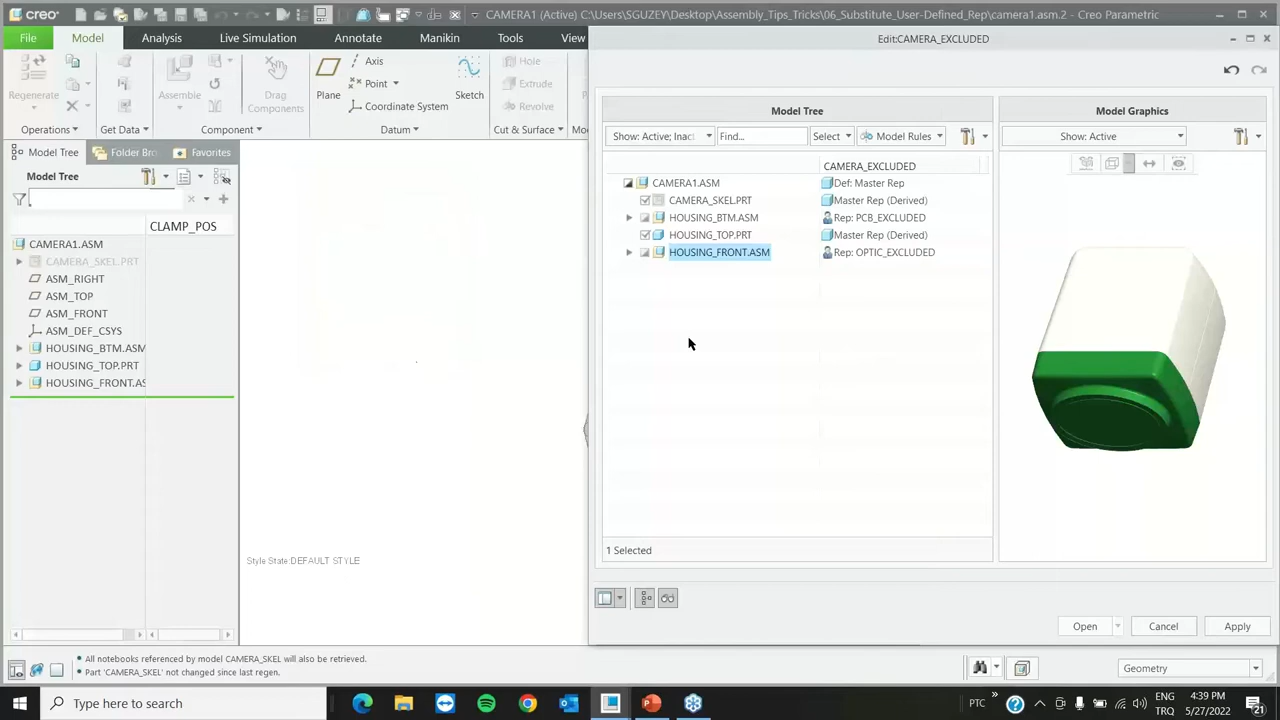 creo
CAMERA1 (Active) C:\Users\SGUZEY\Desktop\Assembly_Tips_Tricks\06_Substitute_User-Defined_Rep\camera1.asm.2 - Creo Parametric
File
Model
Analysis
Live Simulation
Annotate
Manikin
Tools
View
Edit:CAMERA_EXCLUDED
Regenerate
Assemble
Drag
Components
Plane
Axis
Point
Coordinate System
Sketch
Hole
Extrude
Revolve
Operations
Get Data
Component
Datum
Cut & Surface
Model Tree
Folder Bro
Favorites
Model Tree
CLAMP_POS
CAMERA1.ASM
CAMERA_SKEL.PRT
ASM_RIGHT
ASM_TOP
ASM_FRONT
ASM_DEF_CSYS
HOUSING_BTM.ASM
HOUSING_TOP.PRT
HOUSING_FRONT.AS
Style State:DEFAULT STYLE
Model Tree
Show: Active; Inac
Find...
Select
Model Rules
CAMERA_EXCLUDED
CAMERA1.ASM
Def: Master Rep
CAMERA_SKEL.PRT
Master Rep (Derived)
HOUSING_BTM.ASM
Rep: PCB_EXCLUDED
HOUSING_TOP.PRT
Master Rep (Derived)
HOUSING_FRONT.ASM
Rep: OPTIC_EXCLUDED
1 Selected
Model Graphics
Show: Active
Open
Cancel
Apply
• All notebooks referenced by model CAMERA_SKEL will also be retrieved.
• Part 'CAMERA_SKEL' not changed since last regen.
Geometry
Type here to search
PTC
ENG
TRQ
4:39 PM
5/27/2022
21